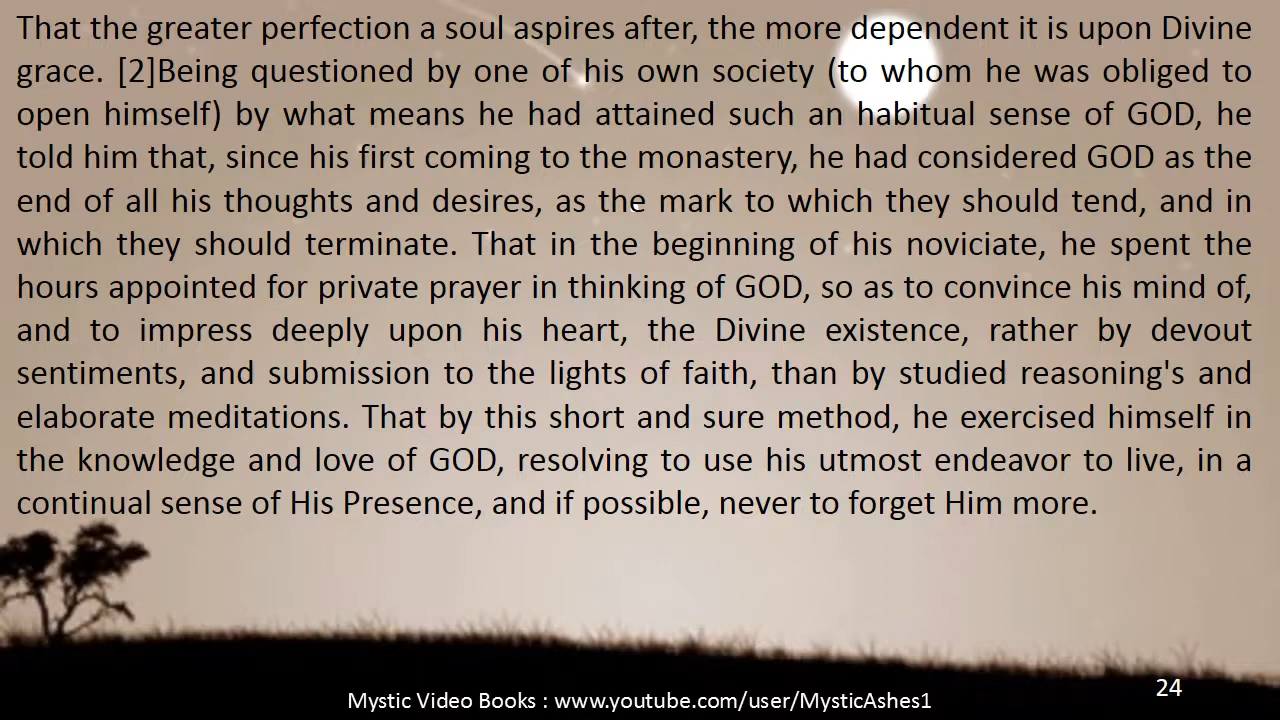 That the greater perfection a soul aspires after, the more dependent it is upon Divine
grace. [2]Being questioned by one of his own society (to whom he was obliged to
open himself) by what means he had attained such an habitual sense of GOD, he
told him that, since his first coming to the monastery, he had considered GOD as the
end of all his thoughts and desires, as the mark to which they should tend, and in
which they should terminate. That in the beginning of his noviciate, he spent the
hours appointed for private prayer in thinking of GOD, so as to convince his mind of,
and to impress deeply upon his heart, the Divine existence, rather by devout
sentiments, and submission to the lights of faith, than by studied reasoning's and
elaborate meditations. That by this short and sure method, he exercised himself in
the knowledge and love of GOD, resolving to use his utmost endeavor to live, in a
continual sense of His Presence, and if possible, never to forget Him more.
24
Mystic Video Books : www.youtube.com/user/MysticAshes1